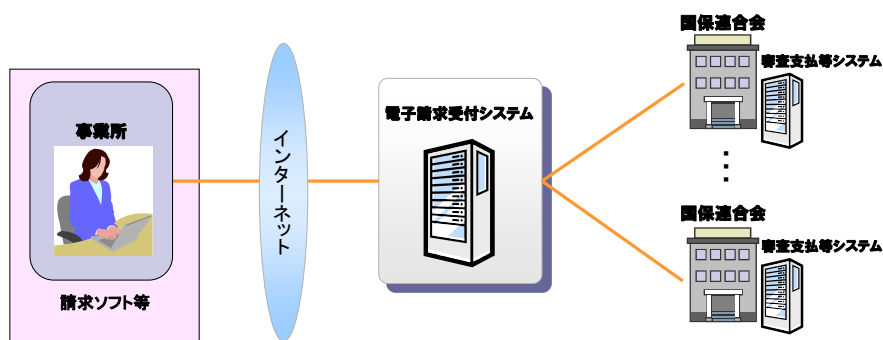 事業所
請求ソフト等
インターネット
電子請求受付システム
国保連合会
審査支払等システム
国保連合会
審査支払等システム